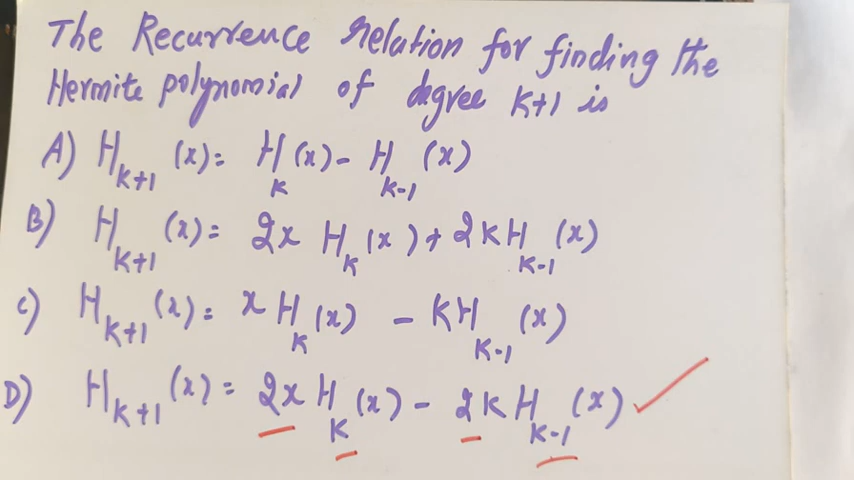 The Recurrence relation for finding the
Hermite polynomial of degree K+1 is
A) H_{K+1} (x) = H_K (x) - H_{K-1} (x)
B) H_{K+1} (x) = 2x H_K (x) + 2K H_{K-1} (x)
C) H_{K+1} (x) = x H_K (x) - K H_{K-1} (x)
D) H_{K+1} (x) = 2x H_K (x) - 2K H_{K-1} (x) ✓